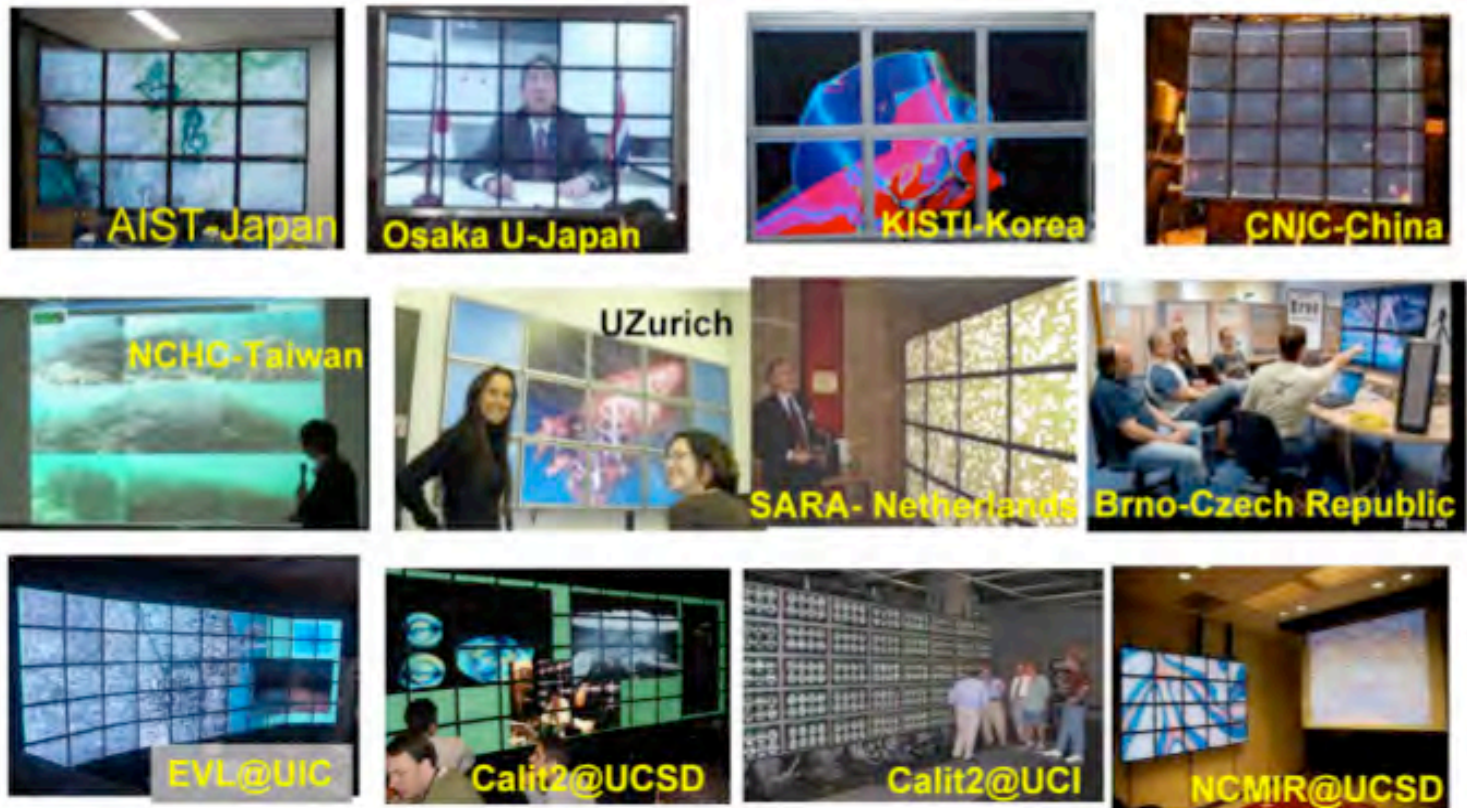 AIST-Japan
Osaka U-Japan
KISTI-Korea
CNIC-China
NCHC-Taiwan
UZurich
SARA- Netherlands
Brno-Czech Republic
Brno
EVL@UIC
Calit2@UCSD
Calit2@UCI
NCMIR@UCSD